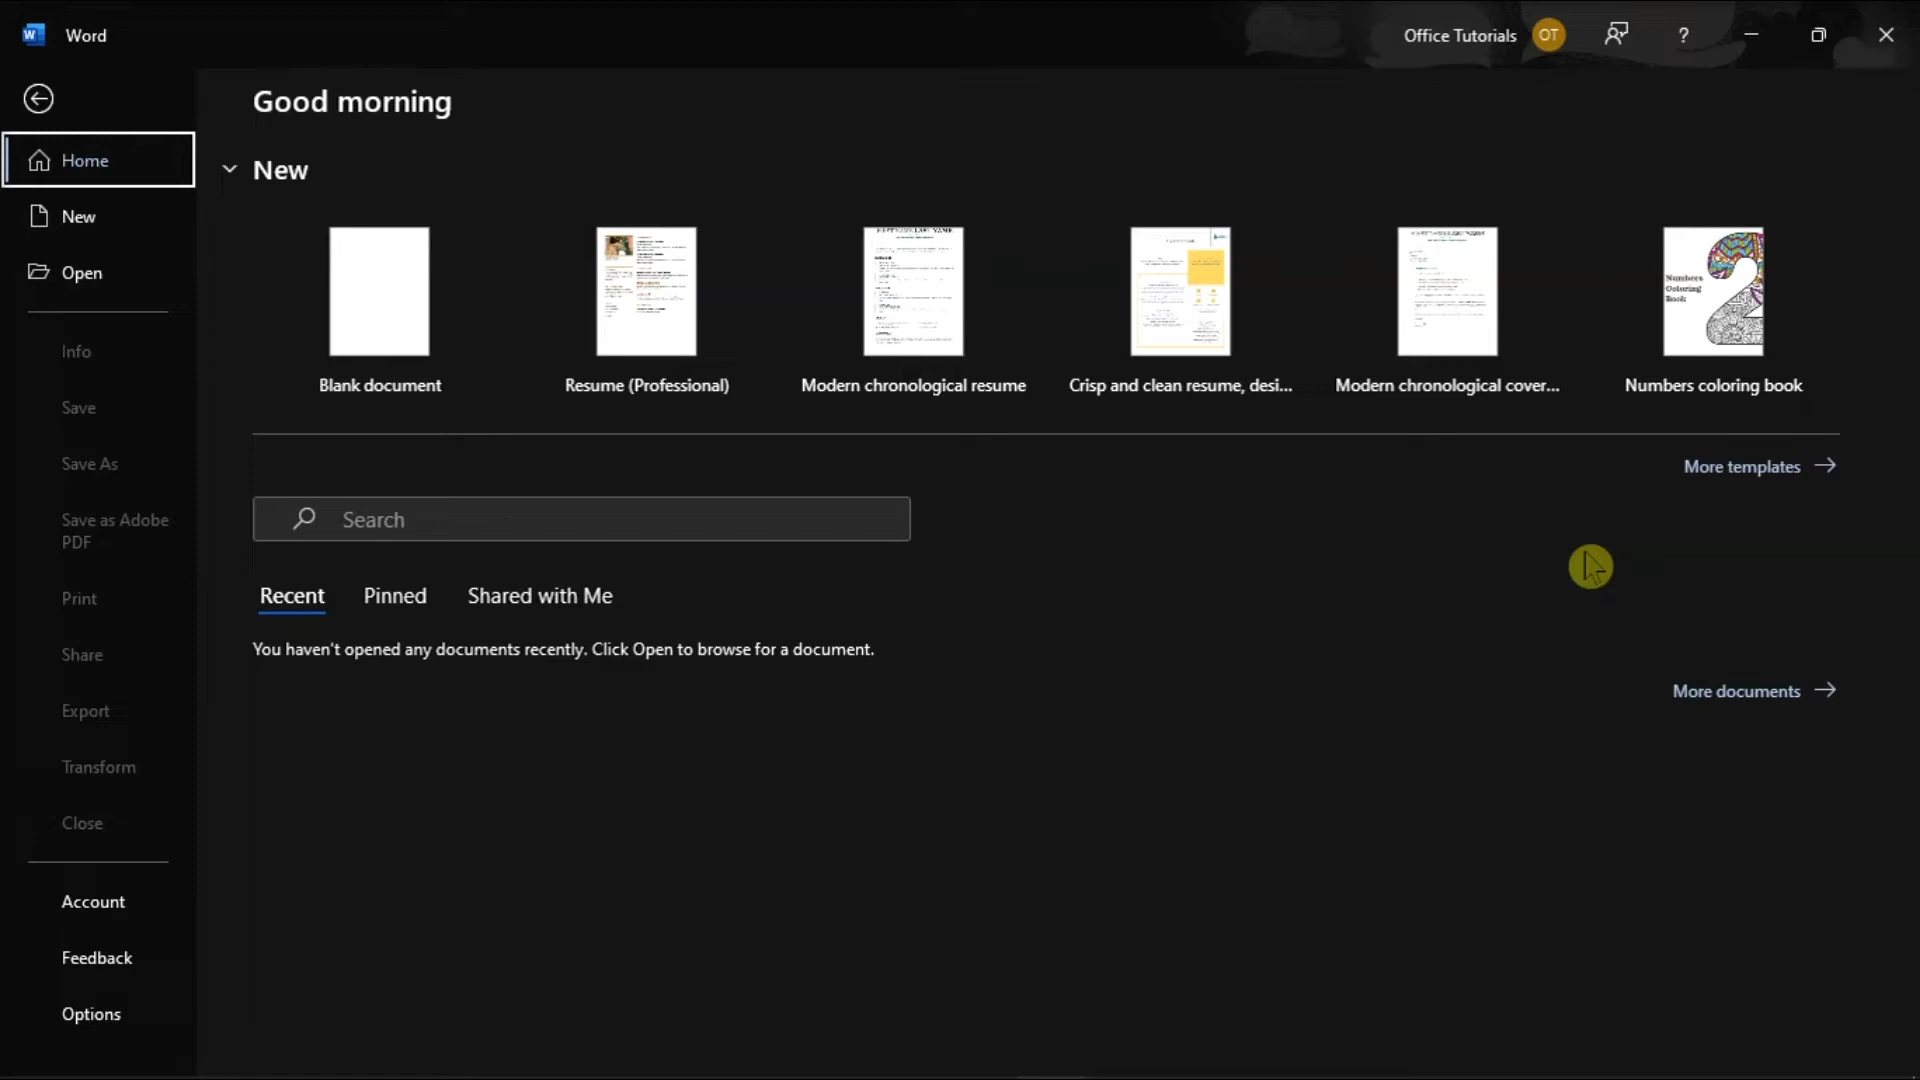 Word
Office Tutorials OT
?
Good morning
Home
New
New
Open
Blank document
Resume (Professional)
Modern chronological resume
Crisp and clean resume, desi...
Modern chronological cover...
Numbers
Coloring
Book
Numbers coloring book
Info
Save
Save As
Save as Adobe
PDF
Print
Share
Export
Transform
Close
Account
Feedback
Options
More templates
Search
Recent Pinned Shared with Me
You haven't opened any documents recently. Click Open to browse for a document.
More documents